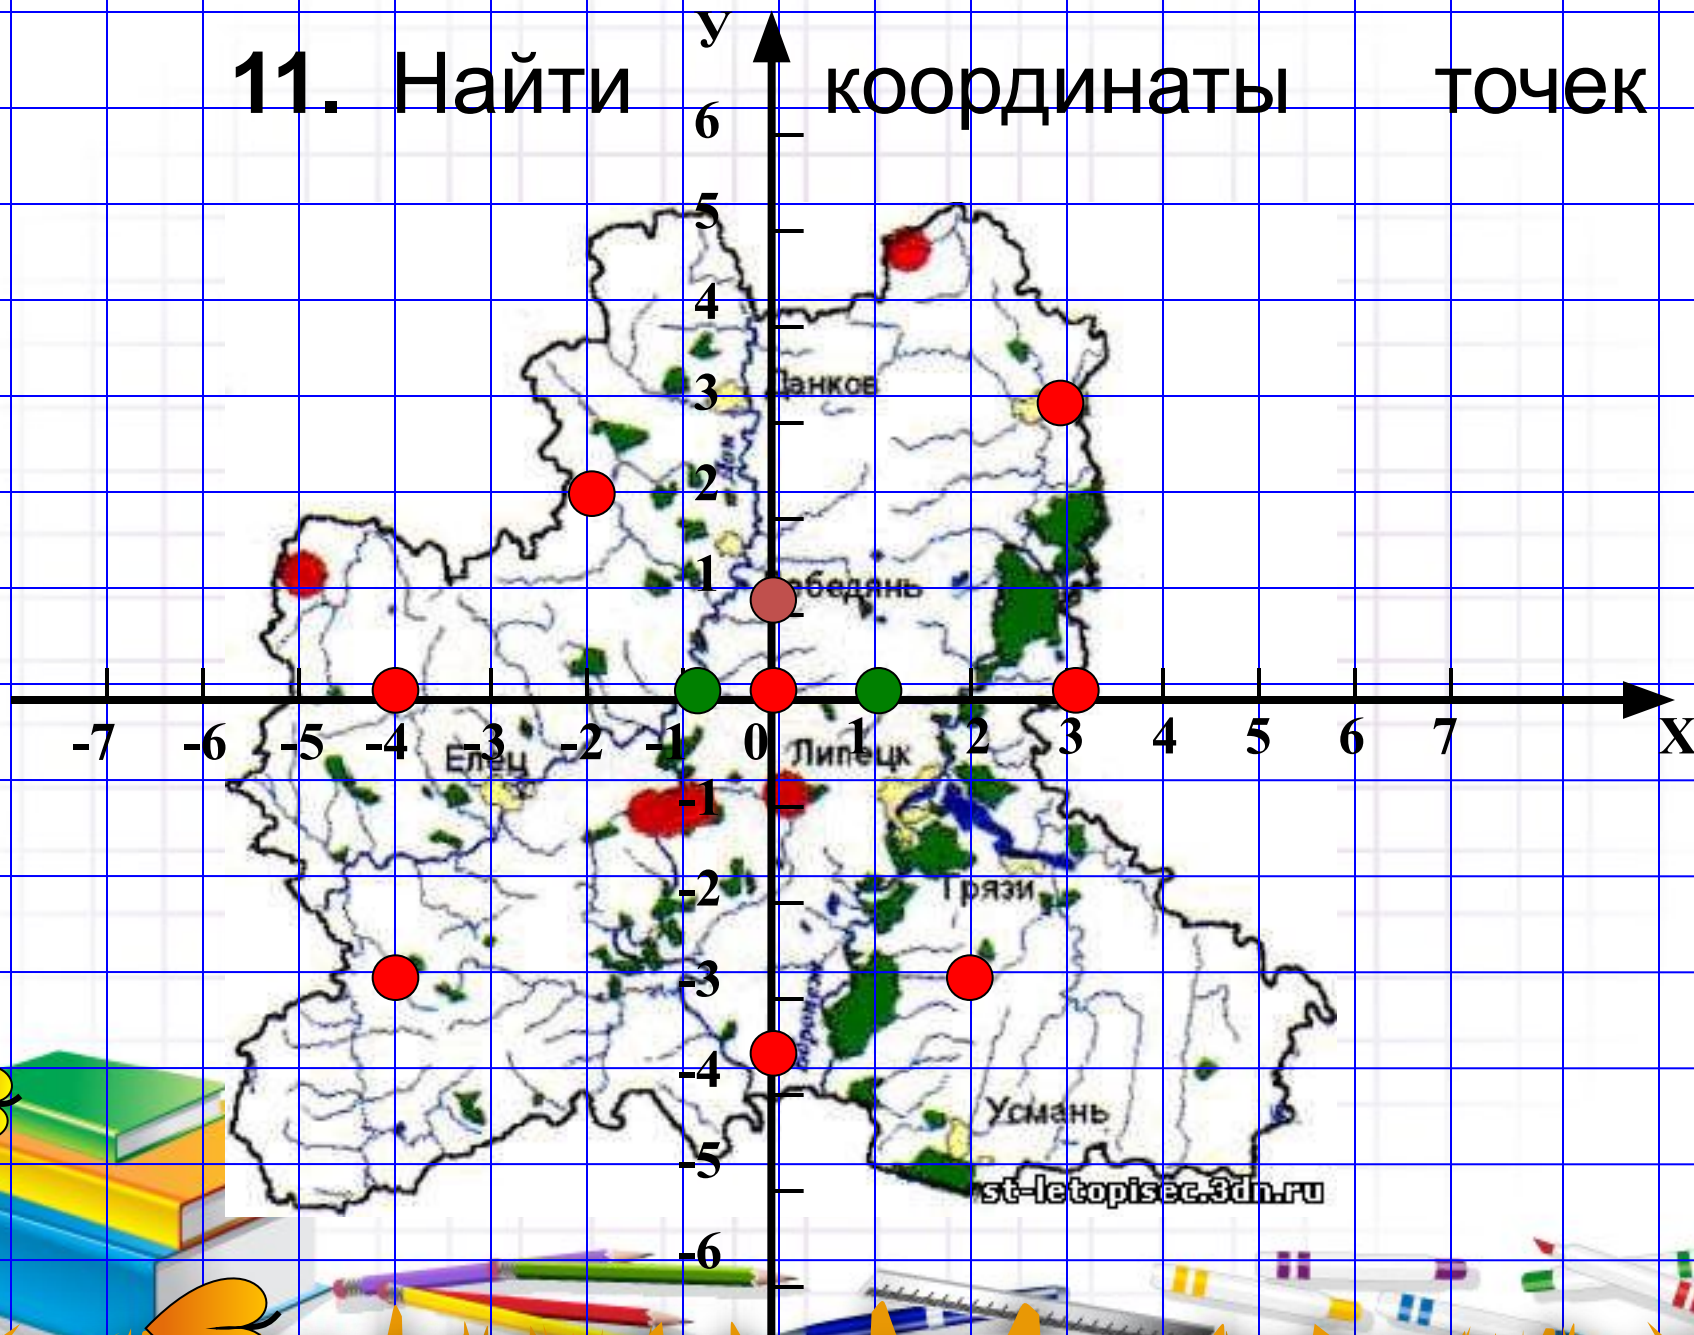 У
11. Найти координаты точек
6
5
4
Данков
3
Дон
2
1
Лебедянь
-7 -6 -5 -4 -3 -2 -1 0 1 2 3 4 5 6 7 Х
Елец
Липецк
-1
-2
Грязи
-3
Воронеж
-4
Усмань
-5
st-letopisec.3dn.ru
-6